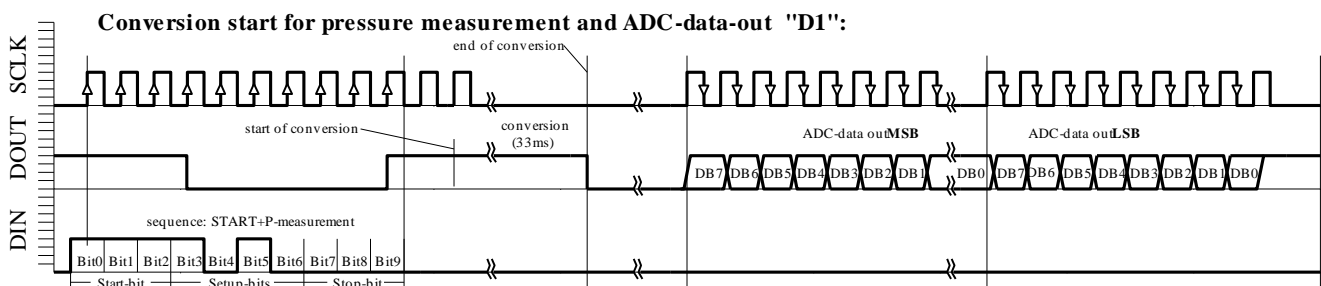 Conversion start for pressure measurement and ADC-data-out "D1":
end of conversion
SCLK
start of conversion
conversion
(33ms)
ADC-data outMSB
ADC-data outLSB
DOUT
DB7 DB6 DB5 DB4 DB3 DB2 DB1 DB0 DB7 DB6 DB5 DB4 DB3 DB2 DB1 DB0
sequence: START+P-measurement
DIN
Bit0 Bit1 Bit2 Bit3 Bit4 Bit5 Bit6 Bit7 Bit8 Bit9
Start-bit Setup-bits Stop-bit